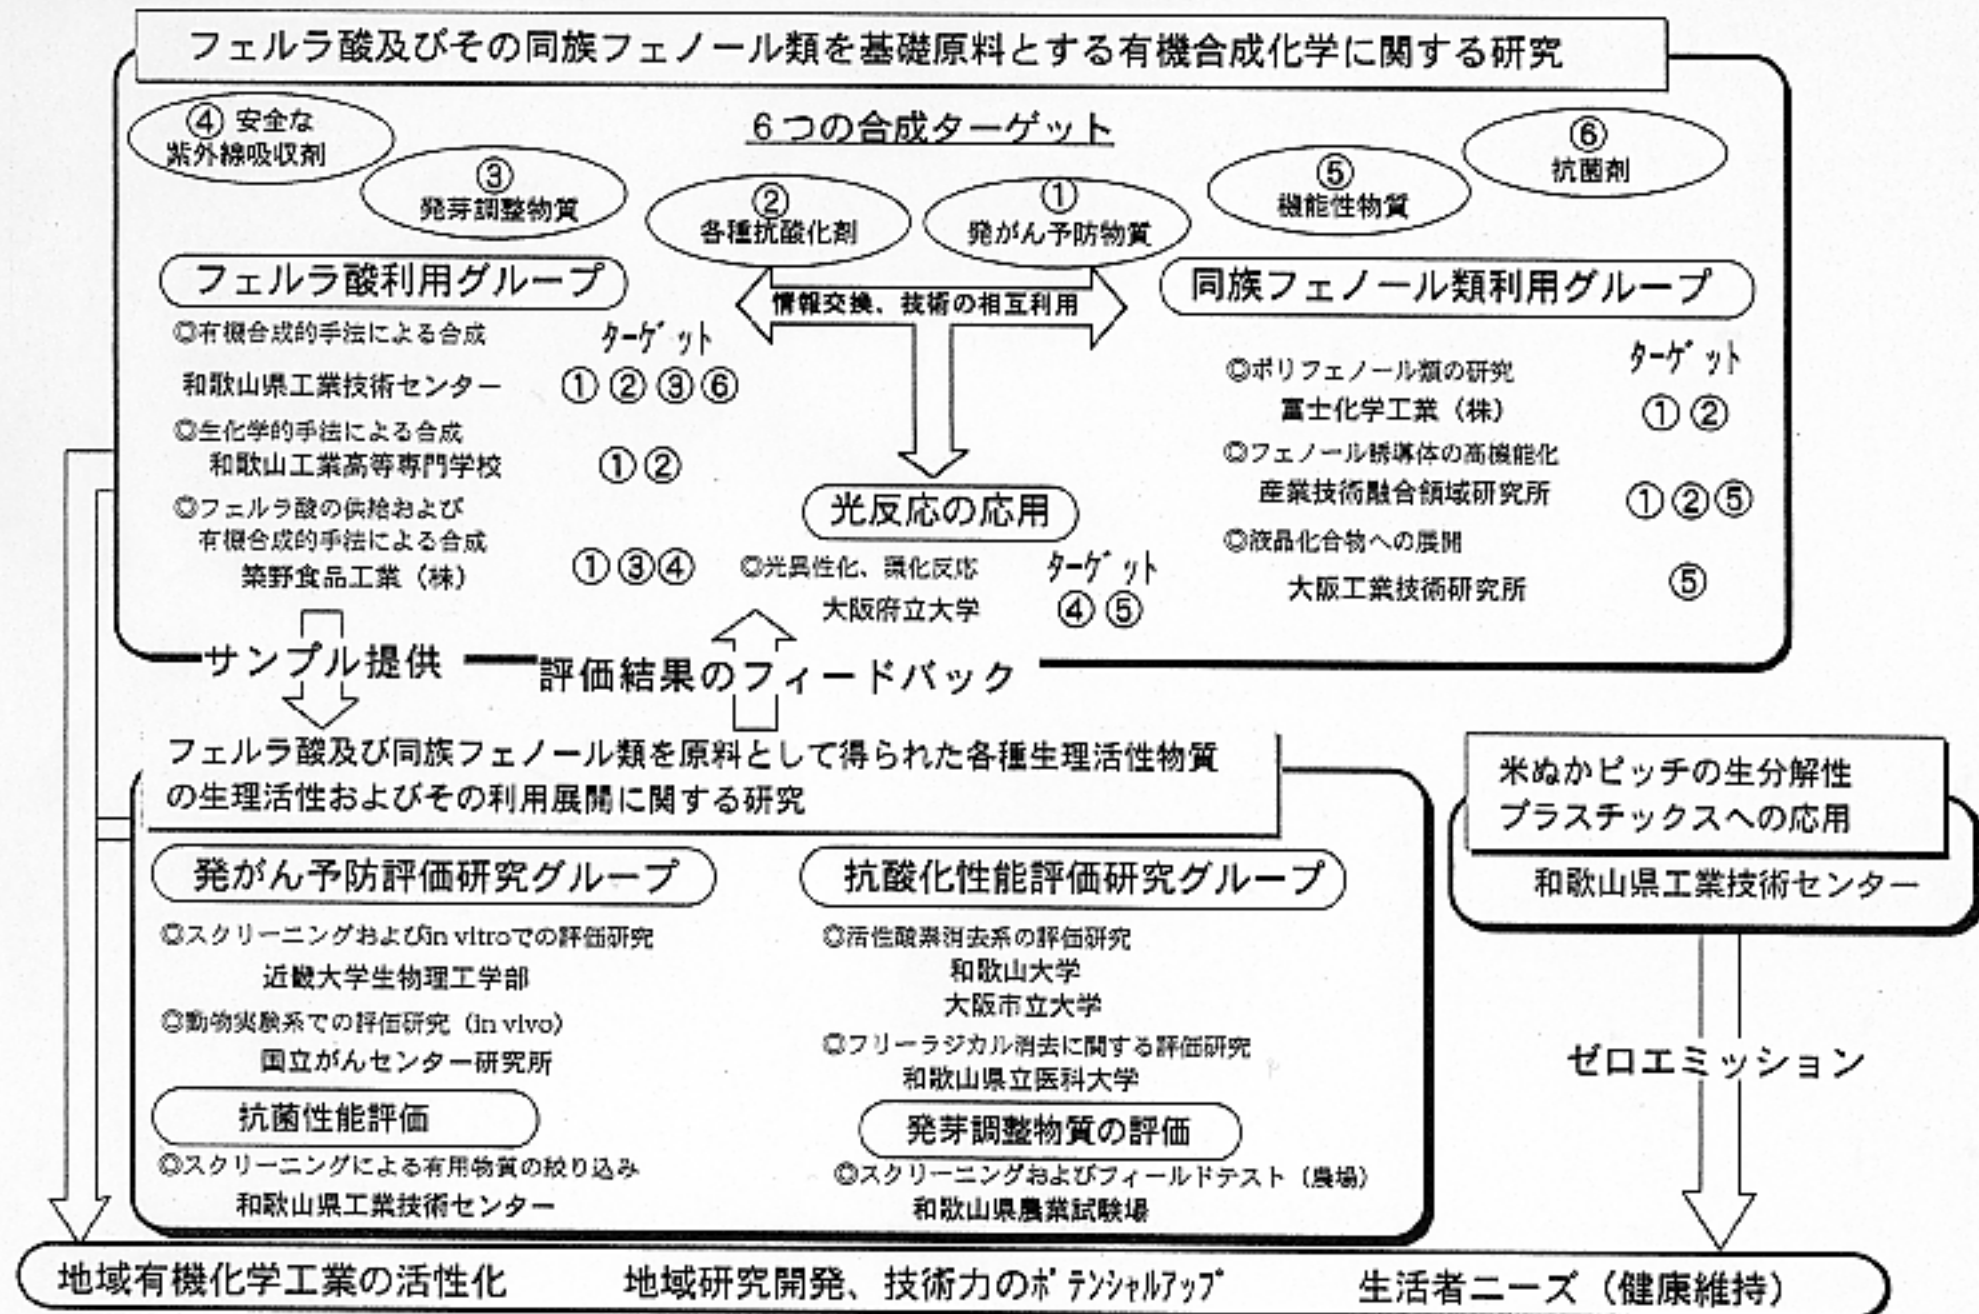 フェルラ酸及びその同族フェノール類を基礎原料とする有機合成化学に関する研究
6つの合成ターゲット
④ 安全な
紫外線吸収剤
③
発芽調整物質
②
各種抗酸化剤
①
発がん予防物質
⑤
機能性物質
⑥
抗菌剤
情報交換、技術の相互利用
フェルラ酸利用グループ
◎有機合成的手法による合成
ターゲット
和歌山県工業技術センター ①②③⑥
◎生化学的手法による合成
和歌山工業高等専門学校 ①②
◎フェルラ酸の供給および
有機合成的手法による合成
築野食品工業（株） ①③④
同族フェノール類利用グループ
ターゲット
◎ポリフェノール類の研究
富士化学工業（株） ①②
◎フェノール誘導体の高機能化
産業技術融合領域研究所 ①②⑤
◎液晶化合物への展開
大阪工業技術研究所 ⑤
光反応の応用
◎光異性化、環化反応 ターゲット
大阪府立大学 ④⑤
サンプル提供
評価結果のフィードバック
フェルラ酸及び同族フェノール類を原料として得られた各種生理活性物質
の生理活性およびその利用展開に関する研究
発がん予防評価研究グループ
◎スクリーニングおよびin vitroでの評価研究
近畿大学生物理工学部
◎動物実験系での評価研究（in vivo）
国立がんセンター研究所
抗菌性能評価
◎スクリーニングによる有用物質の絞り込み
和歌山県工業技術センター
抗酸化性能評価研究グループ
◎活性酸素消去系の評価研究
和歌山大学
大阪市立大学
◎フリーラジカル消去に関する評価研究
和歌山県立医科大学
発芽調整物質の評価
◎スクリーニングおよびフィールドテスト（農場）
和歌山県農業試験場
米ぬかピッチの生分解性
プラスチックスへの応用
和歌山県工業技術センター
ゼロエミッション
地域有機化学工業の活性化 地域研究開発、技術力のポテンシャルアップ 生活者ニーズ（健康維持）